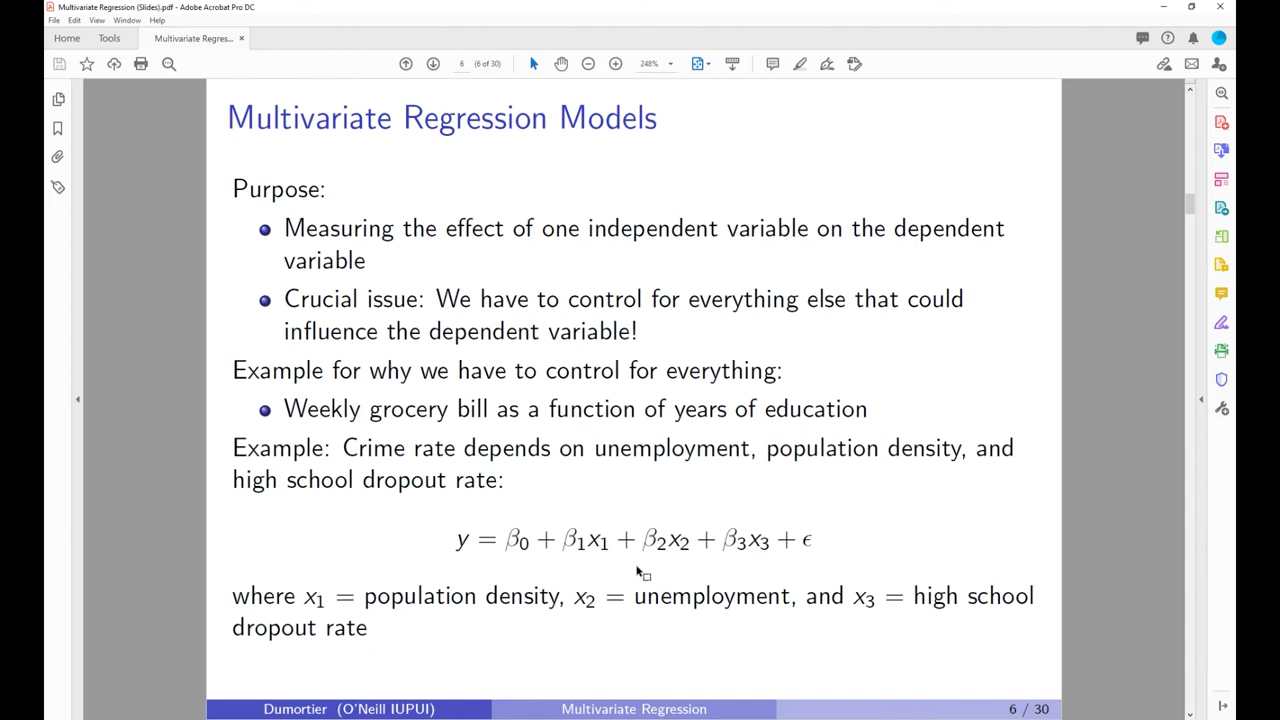 Multivariate Regression (Slides).pdf - Adobe Acrobat Pro DC
File Edit View Window Help
Home Tools Multivariate Regres... ×
6 (6 of 30) 248%
Multivariate Regression Models
Purpose:
Measuring the effect of one independent variable on the dependent
variable
Crucial issue: We have to control for everything else that could
influence the dependent variable!
Example for why we have to control for everything:
Weekly grocery bill as a function of years of education
Example: Crime rate depends on unemployment, population density, and
high school dropout rate:
y = β₀ + β₁x₁ + β₂x₂ + β₃x₃ + ϵ
where x₁ = population density, x₂ = unemployment, and x₃ = high school
dropout rate
Dumortier (O'Neill IUPUI) Multivariate Regression 6 / 30